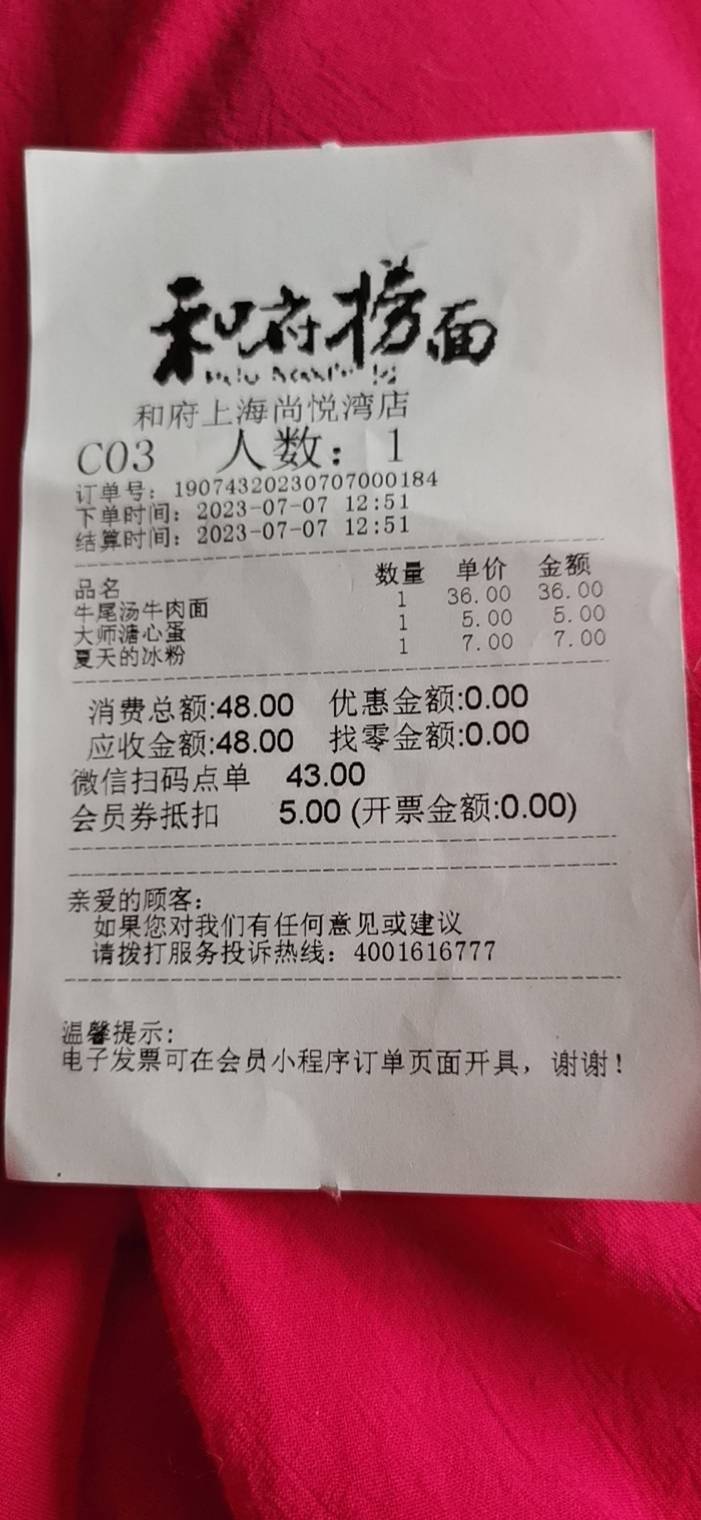 和府捞面
和府上海尚悦湾店
C03 人数: 1
订单号: 19074320230707000184
下单时间: 2023-07-07 12:51
结算时间: 2023-07-07 12:51
品名 数量 单价 金额
牛尾汤牛肉面 1 36.00 36.00
大师溏心蛋 1 5.00 5.00
夏天的冰粉 1 7.00 7.00
消费总额:48.00 优惠金额:0.00
应收金额:48.00 找零金额:0.00
微信扫码点单 43.00
会员券抵扣 5.00 (开票金额:0.00)
亲爱的顾客:
如果您对我们有任何意见或建议
请拨打服务投诉热线: 4001616777
温馨提示:
电子发票可在会员小程序订单页面开具，谢谢!